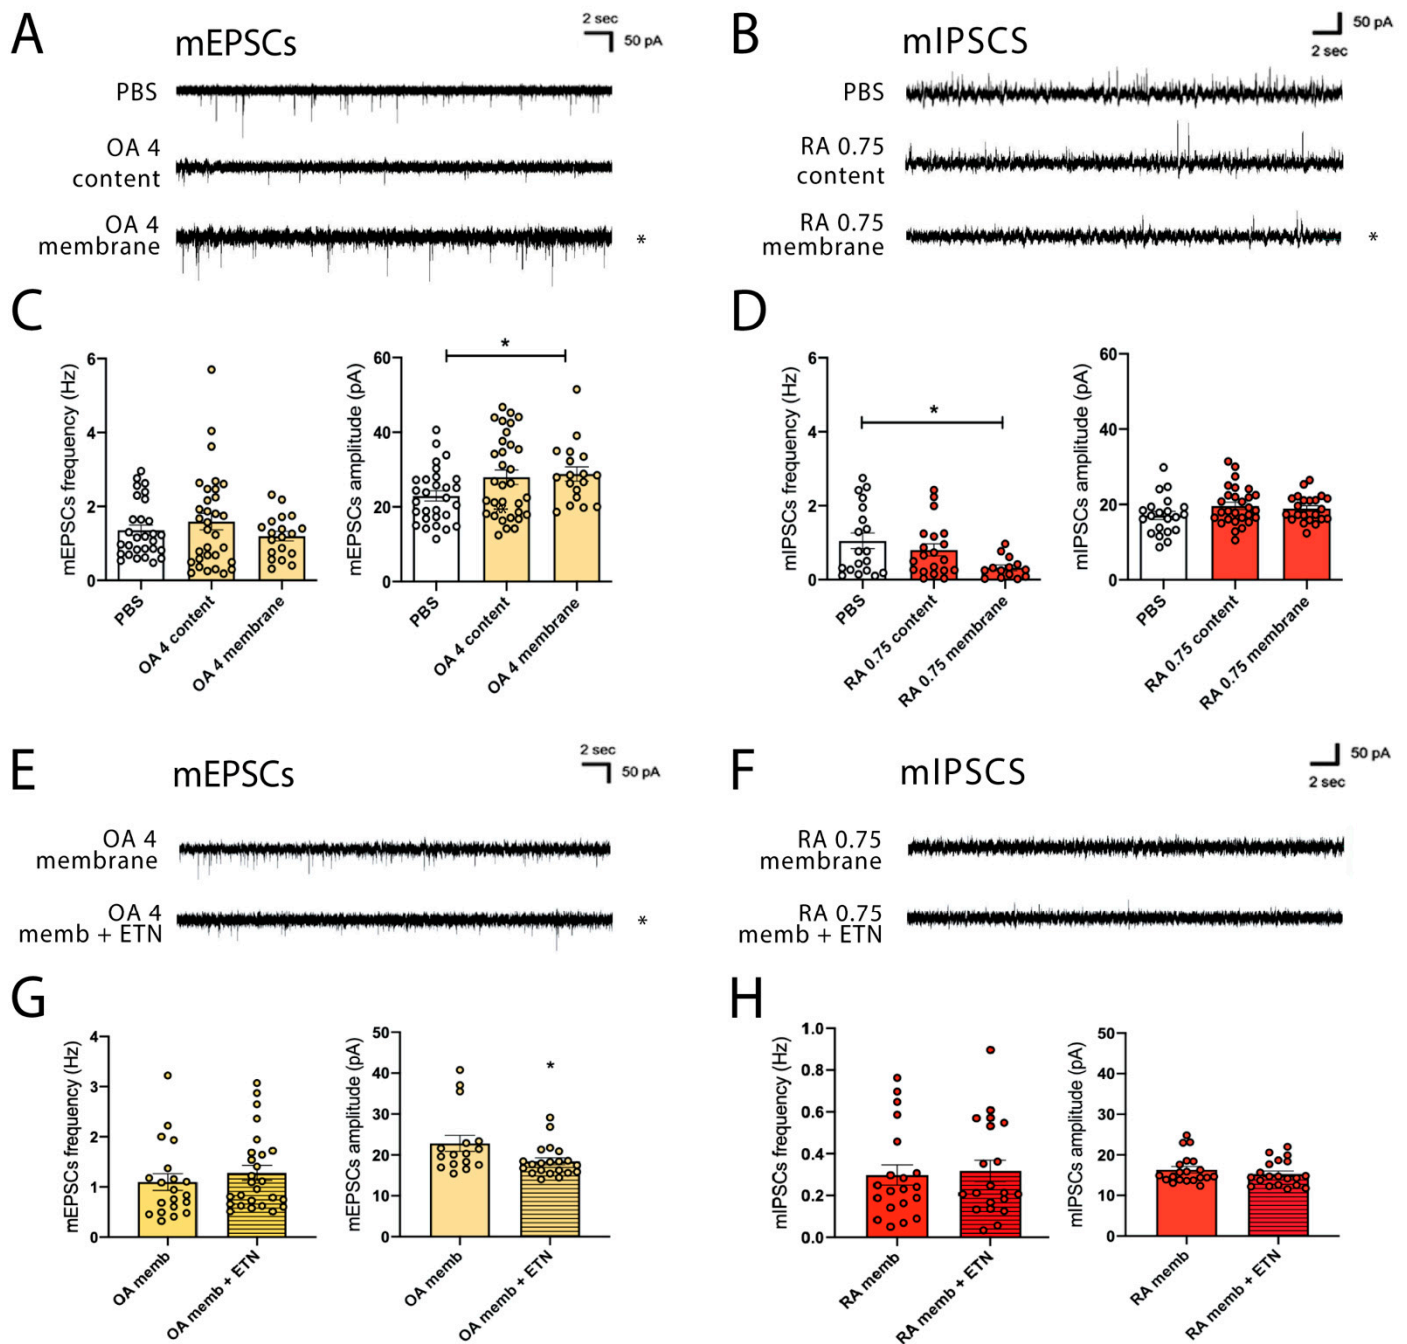 A
mEPSCs
2 sec
50 pA
PBS
OA 4
content
OA 4
membrane
*
B
mIPSCS
50 pA
2 sec
PBS
RA 0.75
content
RA 0.75
membrane
*
C
mEPSCs frequency (Hz)
6
4
2
0
PBS
OA 4 content
OA 4 membrane
mEPSCs amplitude (pA)
60
40
20
0
*
*
PBS
OA 4 content
OA 4 membrane
D
mIPSCs frequency (Hz)
6
4
2
0
*
PBS
RA 0.75 content
RA 0.75 membrane
mIPSCs amplitude (pA)
60
40
20
0
PBS
RA 0.75 content
RA 0.75 membrane
E
mEPSCs
2 sec
50 pA
OA 4
membrane
OA 4
memb + ETN
*
F
mIPSCS
50 pA
2 sec
RA 0.75
membrane
RA 0.75
memb + ETN
G
mEPSCs frequency (Hz)
4
3
2
1
0
OA memb
OA memb + ETN
mEPSCs amplitude (pA)
50
40
30
20
10
0
*
OA memb
OA memb + ETN
H
mIPSCs frequency (Hz)
1.0
0.8
0.6
0.4
0.2
0.0
RA memb
RA memb + ETN
mIPSCs amplitude (pA)
50
40
30
20
10
0
RA memb
RA memb + ETN